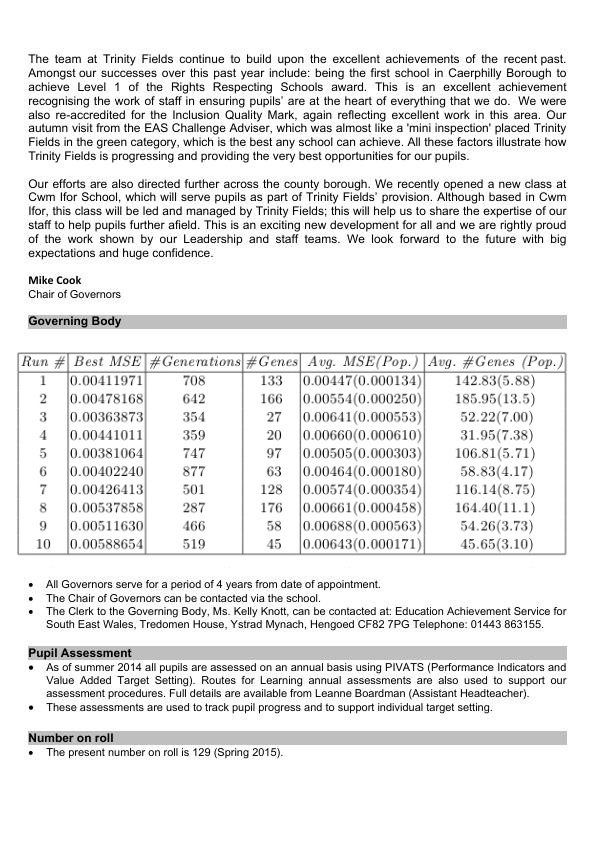 The team at Trinity Fields continue to build upon the excellent achievements of the recent past.
Amongst our successes over this past year include: being the first school in Caerphilly Borough to
achieve Level 1 of the Rights Respecting Schools award. This is an excellent achievement
recognising the work of staff in ensuring pupils' are at the heart of everything that we do. We were
also re-accredited for the Inclusion Quality Mark, again reflecting excellent work in this area. Our
autumn visit from the EAS Challenge Adviser, which was almost like a 'mini inspection' placed Trinity
Fields in the green category, which is the best any school can achieve. All these factors illustrate how
Trinity Fields is progressing and providing the very best opportunities for our pupils.
Our efforts are also directed further across the county borough. We recently opened a new class at
Cwm Ifor School, which will serve pupils as part of Trinity Fields' provision. Although based in Cwm
Ifor, this class will be led and managed by Trinity Fields; this will help us to share the expertise of our
staff to help pupils further afield. This is an exciting new development for all and we are rightly proud
of the work shown by our Leadership and staff teams. We look forward to the future with big
expectations and huge confidence.
Mike Cook
Chair of Governors
Governing Body
Run # Best MSE #Generations #Genes Avg. MSE(Pop.) Avg. #Genes (Pop.)
1 0.00411971 708 133 0.00447(0.000134) 142.83(5.88)
2 0.00478168 642 166 0.00554(0.000250) 185.95(13.5)
3 0.00363873 354 27 0.00641(0.000553) 52.22(7.00)
4 0.00441011 359 20 0.00660(0.000610) 31.95(7.38)
5 0.00381064 747 97 0.00505(0.000303) 106.81(5.71)
6 0.00402240 877 63 0.00464(0.000180) 58.83(4.17)
7 0.00426413 501 128 0.00574(0.000354) 116.14(8.75)
8 0.00537858 287 176 0.00661(0.000458) 164.40(11.1)
9 0.00511630 466 58 0.00688(0.000563) 54.26(3.73)
10 0.00588654 519 45 0.00643(0.000171) 45.65(3.10)
• All Governors serve for a period of 4 years from date of appointment.
• The Chair of Governors can be contacted via the school.
• The Clerk to the Governing Body, Ms. Kelly Knott, can be contacted at: Education Achievement Service for
South East Wales, Tredomen House, Ystrad Mynach, Hengoed CF82 7PG Telephone: 01443 863155.
Pupil Assessment
• As of summer 2014 all pupils are assessed on an annual basis using PIVATS (Performance Indicators and
Value Added Target Setting). Routes for Learning annual assessments are also used to support our
assessment procedures. Full details are available from Leanne Boardman (Assistant Headteacher).
• These assessments are used to track pupil progress and to support individual target setting.
Number on roll
• The present number on roll is 129 (Spring 2015).